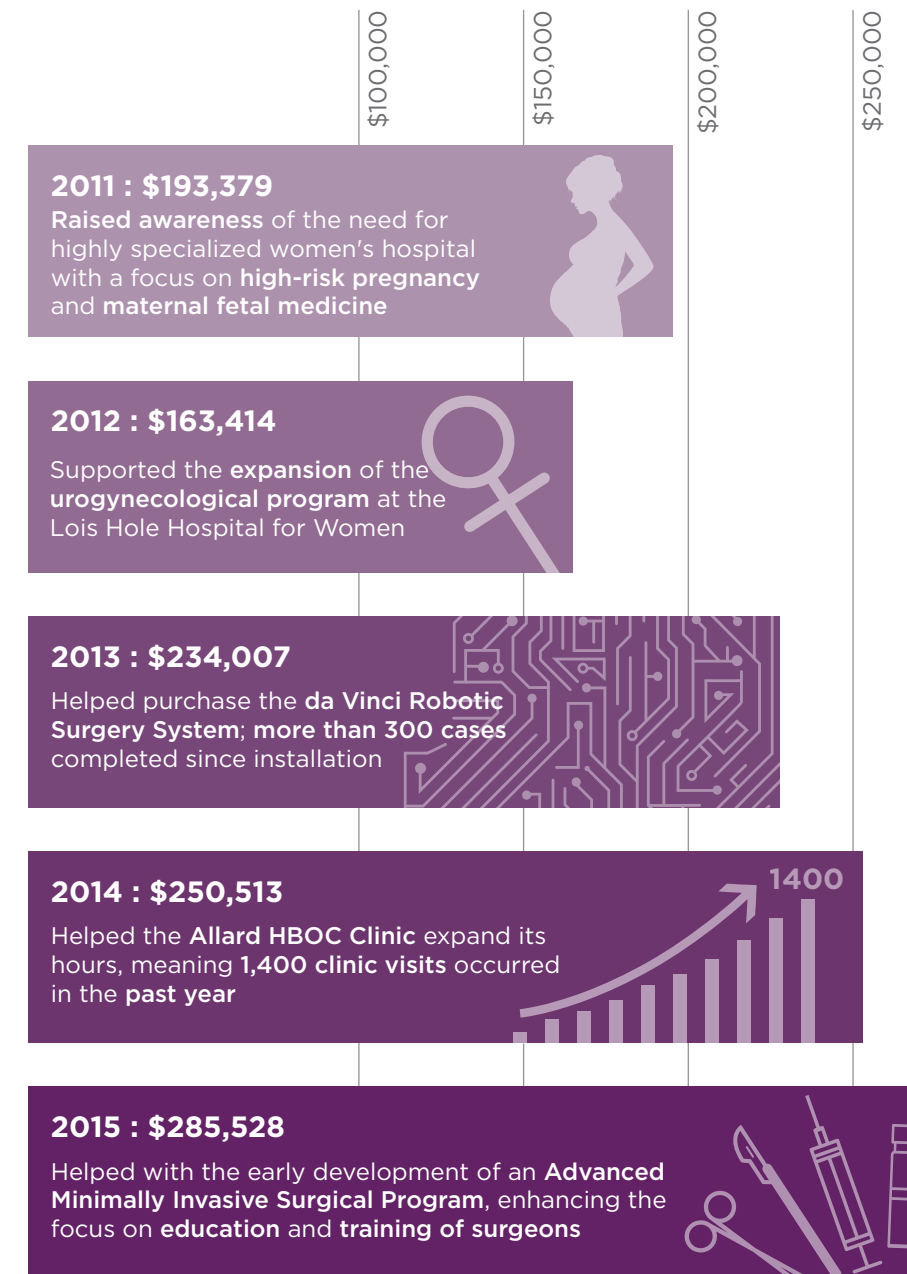 $100,000
$150,000
$200,000
$250,000
2011 : $193,379
Raised awareness of the need for
highly specialized women's hospital
with a focus on high-risk pregnancy
and maternal fetal medicine
2012 : $163,414
Supported the expansion of the
urogynecological program at the
Lois Hole Hospital for Women
2013 : $234,007
Helped purchase the da Vinci Robotic
Surgery System; more than 300 cases
completed since installation
2014 : $250,513
1400
Helped the Allard HBOC Clinic expand its
hours, meaning 1,400 clinic visits occurred
in the past year
2015 : $285,528
Helped with the early development of an Advanced
Minimally Invasive Surgical Program, enhancing the
focus on education and training of surgeons